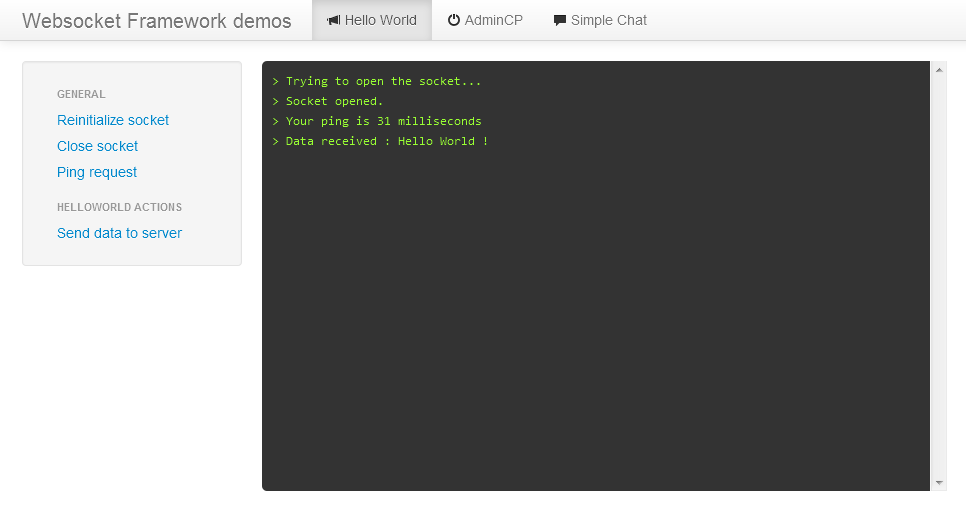 Websocket Framework demos
Hello World
AdminCP
Simple Chat
GENERAL
Reinitialize socket
Close socket
Ping request
HELLOWORLD ACTIONS
Send data to server
> Trying to open the socket...
> Socket opened.
> Your ping is 31 milliseconds
> Data received : Hello World !